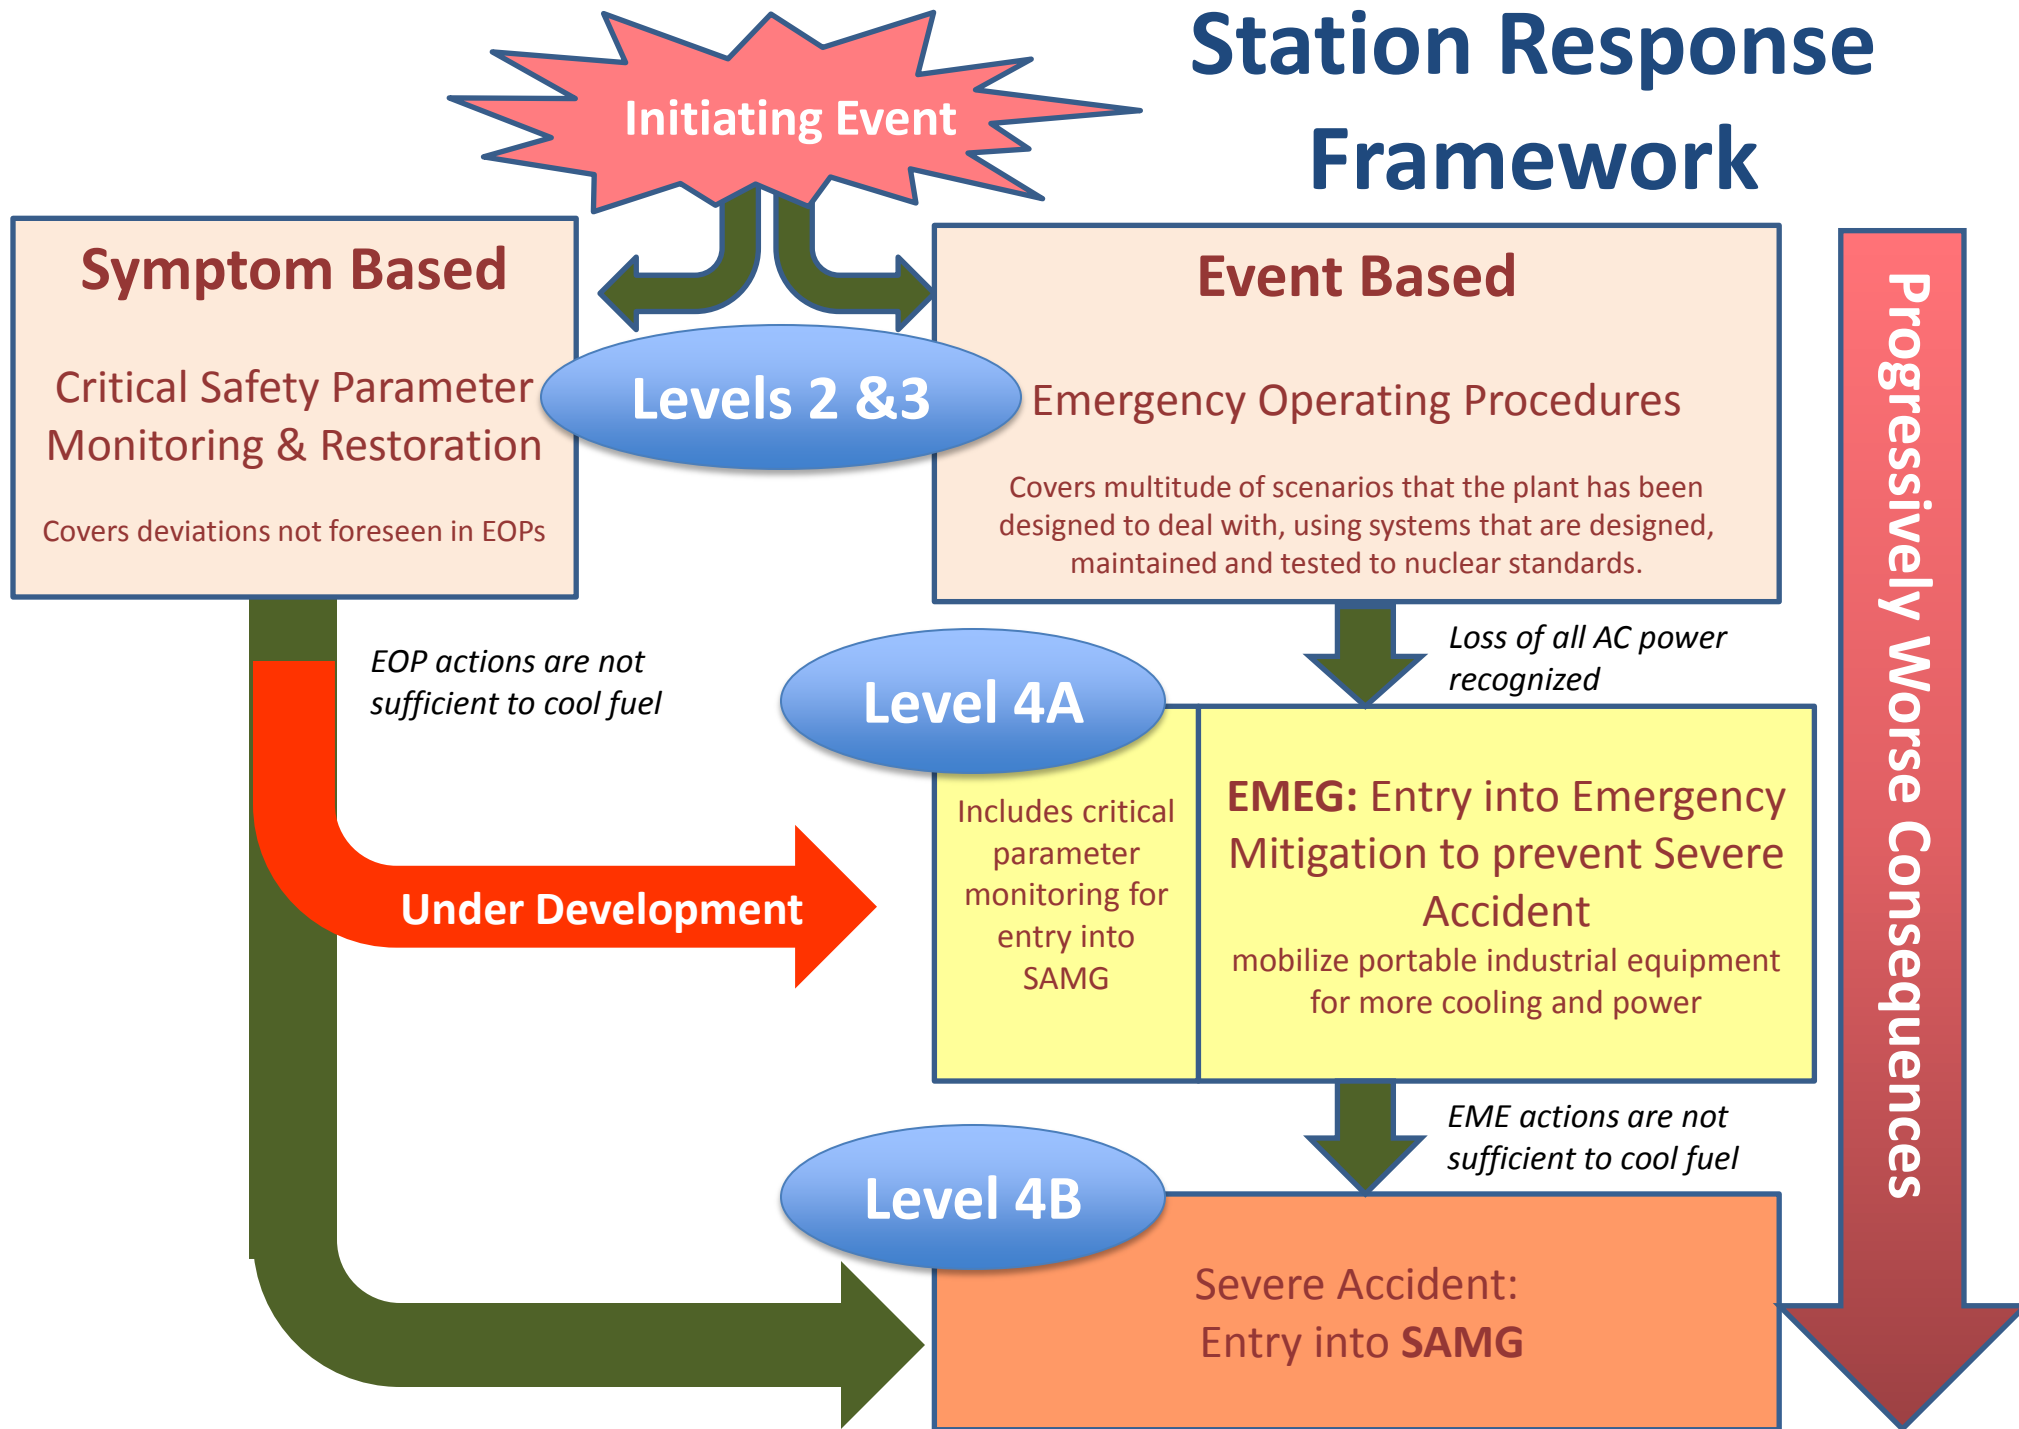 Station Response
Framework
Initiating Event
Symptom Based
Critical Safety Parameter
Monitoring & Restoration
Covers deviations not foreseen in EOPs
Levels 2 &3
Event Based
Emergency Operating Procedures
Covers multitude of scenarios that the plant has been
designed to deal with, using systems that are designed,
maintained and tested to nuclear standards.
EOP actions are not
sufficient to cool fuel
Loss of all AC power
recognized
Level 4A
Includes critical
parameter
monitoring for
entry into
SAMG
EMEG: Entry into Emergency
Mitigation to prevent Severe
Accident
mobilize portable industrial equipment
for more cooling and power
Under Development
EME actions are not
sufficient to cool fuel
Level 4B
Severe Accident:
Entry into SAMG
Progressively Worse Consequences